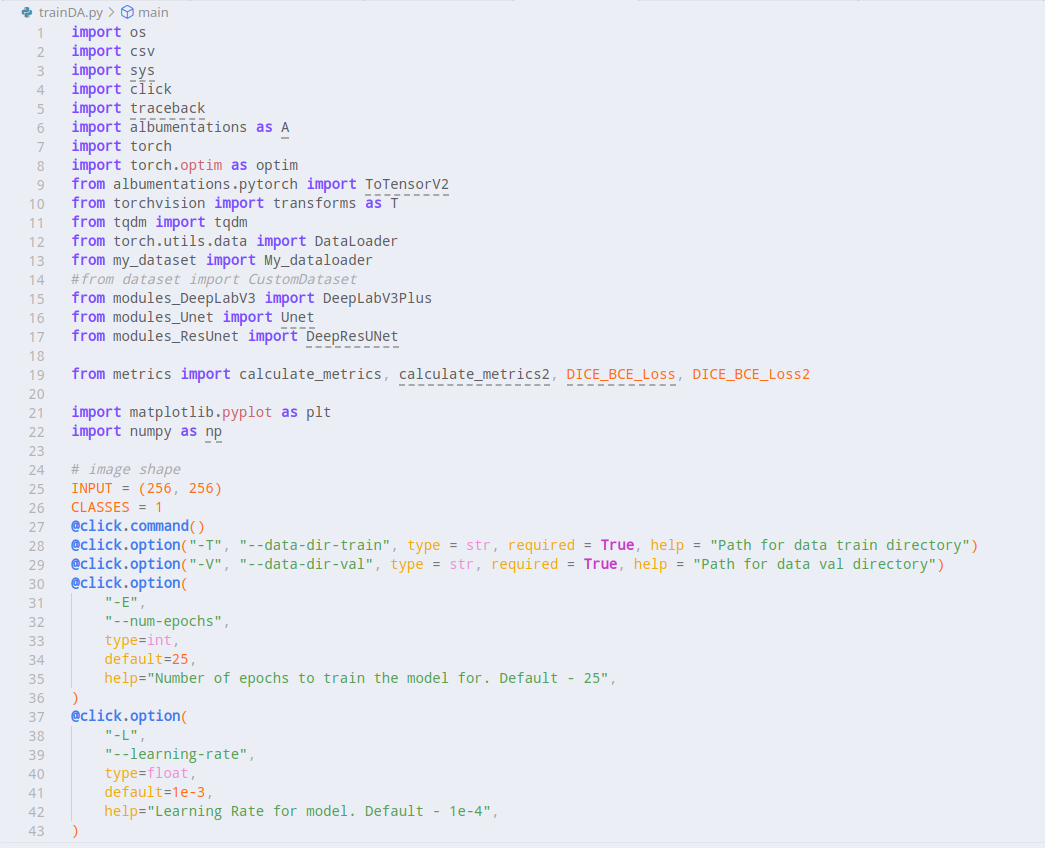 trainDA.py > main
1 import os
2 import csv
3 import sys
4 import click
5 import traceback
6 import albumentations as A
7 import torch
8 import torch.optim as optim
9 from albumentations.pytorch import ToTensorV2
10 from torchvision import transforms as T
11 from tqdm import tqdm
12 from torch.utils.data import DataLoader
13 from my_dataset import My_dataloader
14 #from dataset import CustomDataset
15 from modules_DeepLabV3 import DeepLabV3Plus
16 from modules_Unet import Unet
17 from modules_ResUnet import DeepResUNet
18
19 from metrics import calculate_metrics, calculate_metrics2, DICE_BCE_Loss, DICE_BCE_Loss2
20
21 import matplotlib.pyplot as plt
22 import numpy as np
23
24 # image shape
25 INPUT = (256, 256)
26 CLASSES = 1
27 @click.command()
28 @click.option("-T", "--data-dir-train", type = str, required = True, help = "Path for data train directory")
29 @click.option("-V", "--data-dir-val", type = str, required = True, help = "Path for data val directory")
30 @click.option(
31     "-E",
32     "--num-epochs",
33     type=int,
34     default=25,
35     help="Number of epochs to train the model for. Default - 25",
36 )
37 @click.option(
38     "-L",
39     "--learning-rate",
40     type=float,
41     default=1e-3,
42     help="Learning Rate for model. Default - 1e-4",
43 )